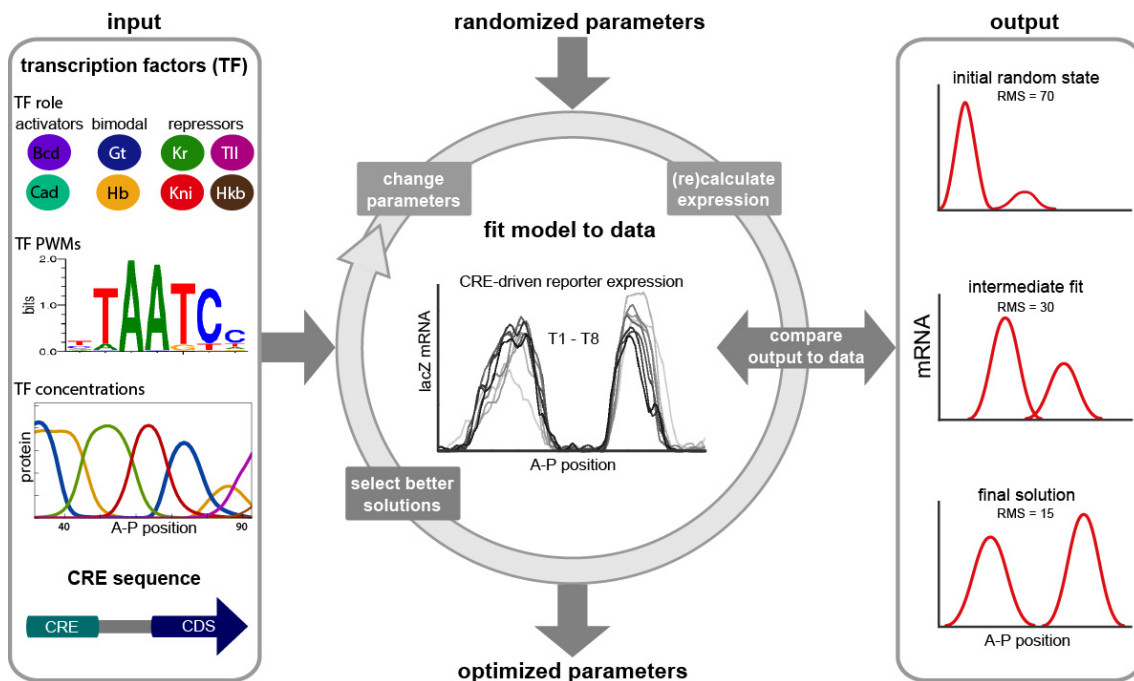 input
transcription factors (TF)
TF role
activators bimodal repressors
Bcd Gt Kr Tll
Cad Hb Kni Hkb
TF PWMs
2.0
1.0
0.0
bits
TAATCC
TF concentrations
protein
40 A-P position 90
CRE sequence
CRE CDS
randomized parameters
change
parameters
(re)calculate
expression
fit model to data
CRE-driven reporter expression
T1 - T8
lacZ mRNA
A-P position
compare
output to data
select better
solutions
optimized parameters
output
initial random state
RMS = 70
intermediate fit
RMS = 30
mRNA
final solution
RMS = 15
A-P position